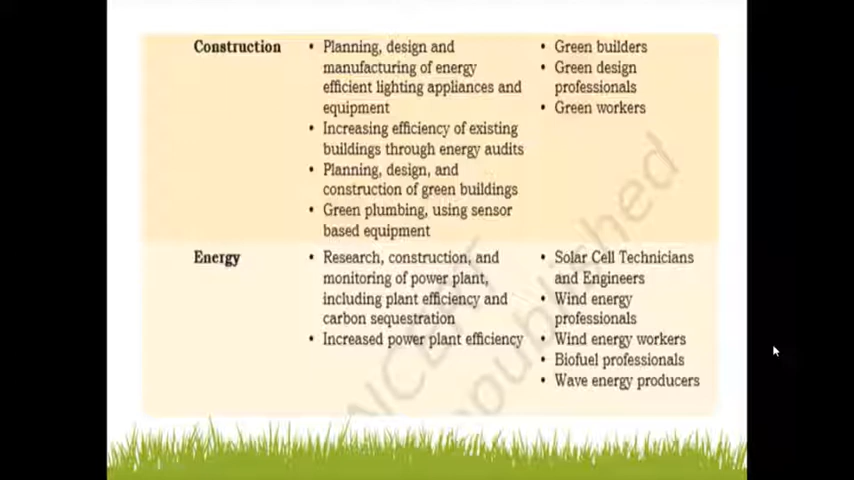 Construction
• Planning, design and
manufacturing of energy
efficient lighting appliances and
equipment
• Increasing efficiency of existing
buildings through energy audits
• Planning, design, and
construction of green buildings
• Green plumbing, using sensor
based equipment
• Green builders
• Green design
professionals
• Green workers
Energy
• Research, construction, and
monitoring of power plant,
including plant efficiency and
carbon sequestration
• Increased power plant efficiency
• Solar Cell Technicians
and Engineers
• Wind energy
professionals
• Wind energy workers
• Biofuel professionals
• Wave energy producers
NCERT
republished